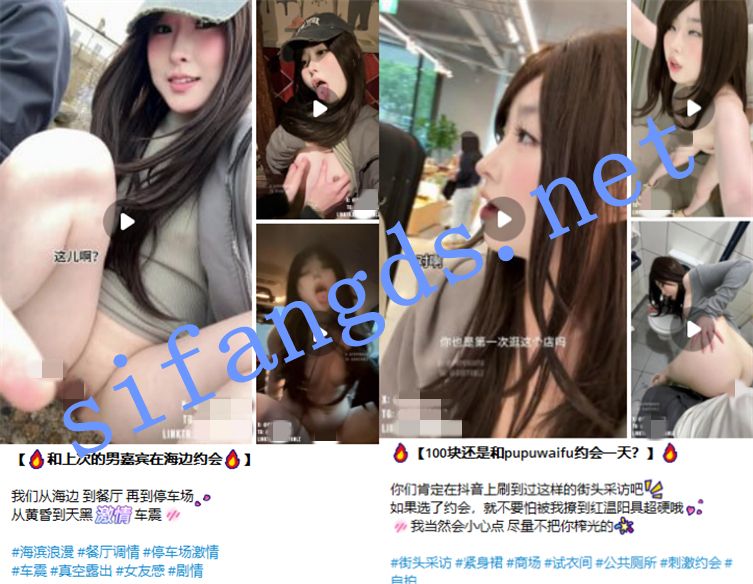 这儿啊?
对啊
你也是第一次逛这个店吗
sifangds.net
X:
TG:
LINKTR
【🔥和上次的男嘉宾在海边约会🔥】
我们从海边 到餐厅 再到停车场
从黄昏到天黑 激情 车震
#海滨浪漫 #餐厅调情 #停车场激情
#车震 #真空露出 #女友感 #剧情
🔥【100块还是和pupuwaifu约会一天?】🔥
你们肯定在抖音上刷到过这样的街头采访吧
如果选了约会，就不要怕被我撩到红温阳具超硬哦
我当然会小心点 尽量不把你榨光的
#街头采访 #紧身裙 #商场 #试衣间 #公共厕所 #刺激约会 #
自拍